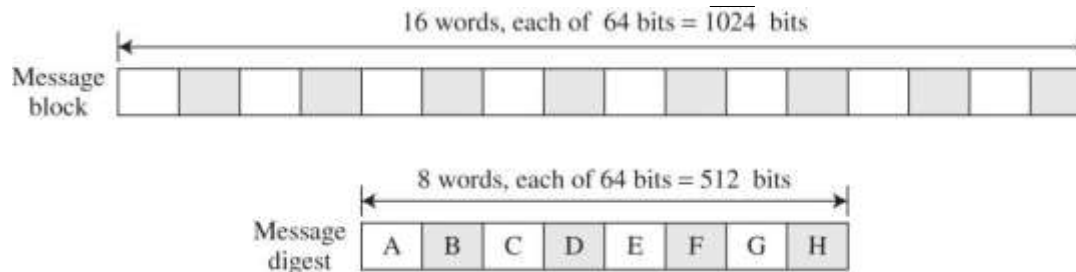 16 words, each of 64 bits = 1024 bits
Message
block
8 words, each of 64 bits = 512 bits
Message
digest
A B C D E F G H